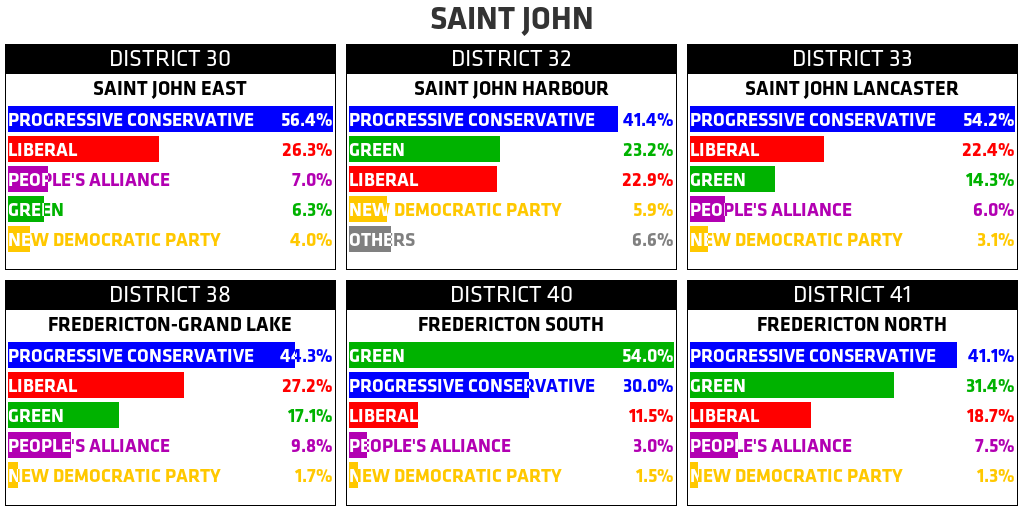 SAINT JOHN
DISTRICT 30
SAINT JOHN EAST
PROGRESSIVE CONSERVATIVE 56.4%
LIBERAL 26.3%
PEOPLE'S ALLIANCE 7.0%
GREEN 6.3%
NEW DEMOCRATIC PARTY 4.0%
DISTRICT 32
SAINT JOHN HARBOUR
PROGRESSIVE CONSERVATIVE 41.4%
GREEN 23.2%
LIBERAL 22.9%
NEW DEMOCRATIC PARTY 5.9%
OTHERS 6.6%
DISTRICT 33
SAINT JOHN LANCASTER
PROGRESSIVE CONSERVATIVE 54.2%
LIBERAL 22.4%
GREEN 14.3%
PEOPLE'S ALLIANCE 6.0%
NEW DEMOCRATIC PARTY 3.1%
DISTRICT 38
FREDERICTON-GRAND LAKE
PROGRESSIVE CONSERVATIVE 44.3%
LIBERAL 27.2%
GREEN 17.1%
PEOPLE'S ALLIANCE 9.8%
NEW DEMOCRATIC PARTY 1.7%
DISTRICT 40
FREDERICTON SOUTH
GREEN 54.0%
PROGRESSIVE CONSERVATIVE 30.0%
LIBERAL 11.5%
PEOPLE'S ALLIANCE 3.0%
NEW DEMOCRATIC PARTY 1.5%
DISTRICT 41
FREDERICTON NORTH
PROGRESSIVE CONSERVATIVE 41.1%
GREEN 31.4%
LIBERAL 18.7%
PEOPLE'S ALLIANCE 7.5%
NEW DEMOCRATIC PARTY 1.3%